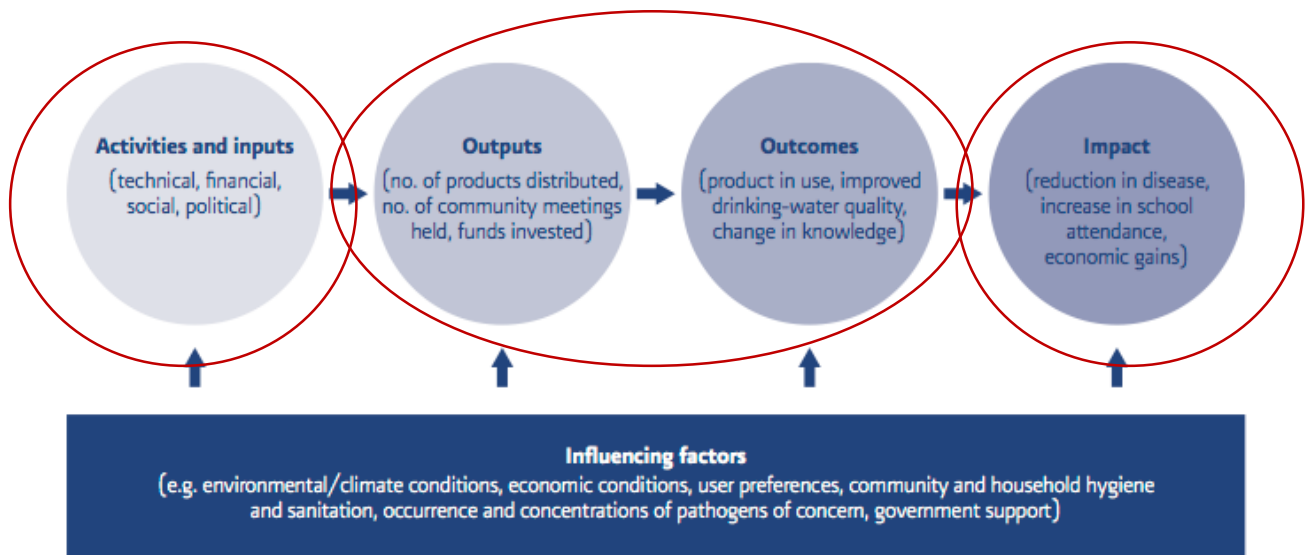 Activities and inputs
(technical, financial,
social, political)
Outputs
(no. of products distributed,
no. of community meetings
held, funds invested)
Outcomes
(product in use, improved
drinking-water quality,
change in knowledge)
Impact
(reduction in disease,
increase in school
attendance,
economic gains)
Influencing factors
(e.g. environmental/climate conditions, economic conditions, user preferences, community and household hygiene
and sanitation, occurrence and concentrations of pathogens of concern, government support)